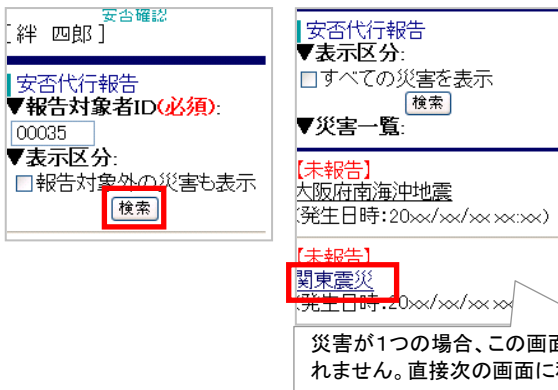 安否確認
[絆 四郎]
安否代行報告
▼報告対象者ID(必須):
00035
▼表示区分:
□報告対象外の災害も表示
検索
安否代行報告
▼表示区分:
□すべての災害を表示
検索
▼災害一覧:
【未報告】
大阪府南海沖地震
(発生日時:20xx/xx/xx xx:xx)
【未報告】
関東震災
(発生日時:20xx/xx/xx xx
災害が1つの場合、この画面
れません。直接次の画面に